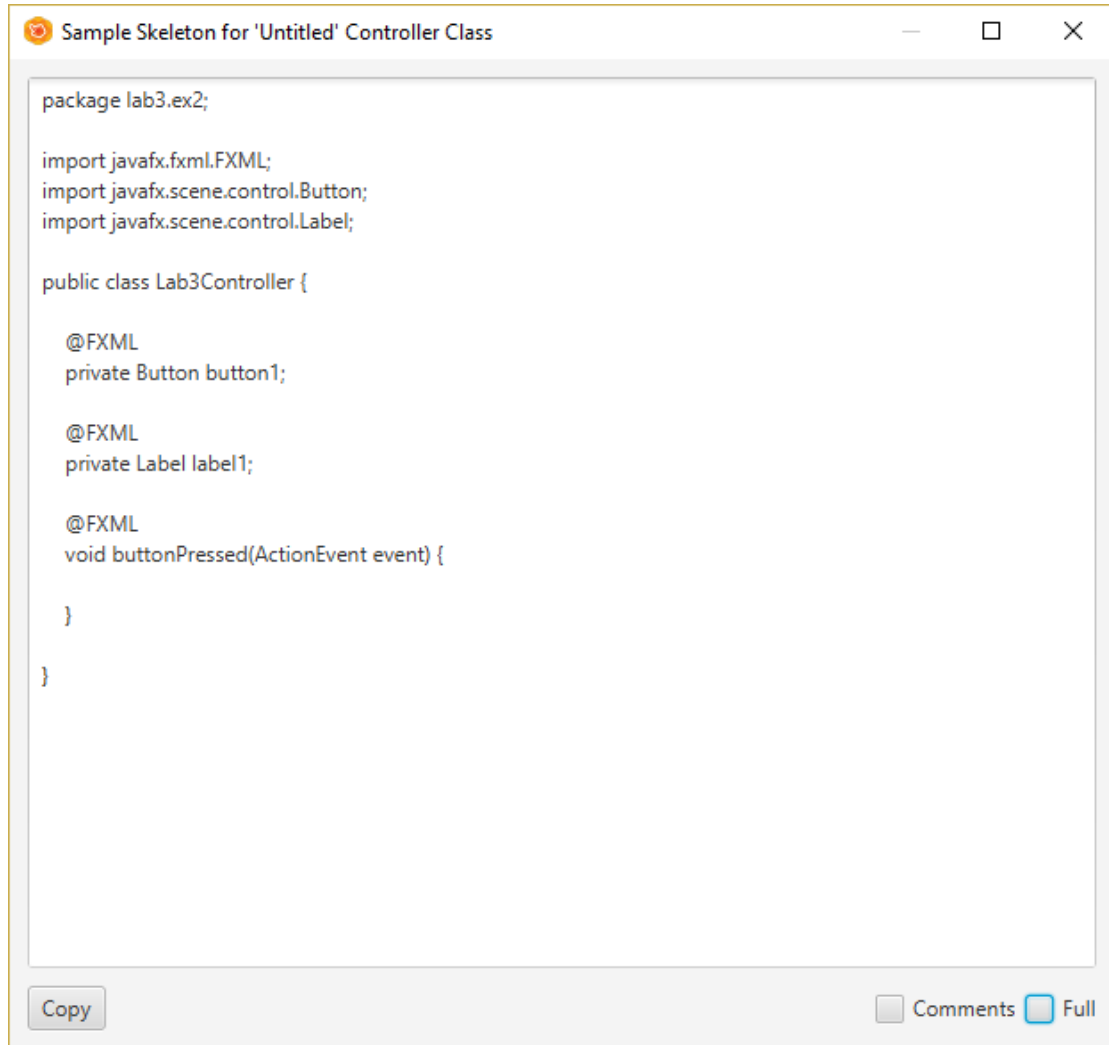 Sample Skeleton for 'Untitled' Controller Class
package lab3.ex2;
import javafx.fxml.FXML;
import javafx.scene.control.Button;
import javafx.scene.control.Label;
public class Lab3Controller {
@FXML
private Button button1;
@FXML
private Label label1;
@FXML
void buttonPressed(ActionEvent event) {
}
}
Copy
Comments
Full